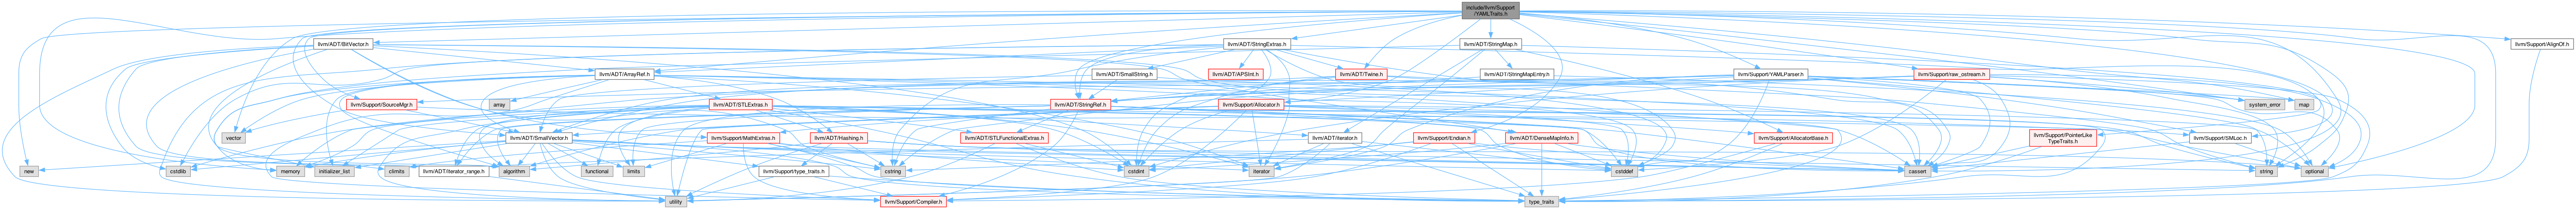 include/llvm/Support
/YAMLTraits.h
llvm/ADT/BitVector.h
llvm/ADT/StringExtras.h
llvm/ADT/StringMap.h
llvm/Support/AlignOf.h
llvm/ADT/ArrayRef.h
llvm/ADT/SmallString.h
llvm/ADT/APSInt.h
llvm/ADT/Twine.h
llvm/ADT/StringMapEntry.h
llvm/Support/YAMLParser.h
llvm/Support/raw_ostream.h
llvm/Support/SourceMgr.h
array
llvm/ADT/STLExtras.h
llvm/ADT/StringRef.h
llvm/Support/Allocator.h
system_error
map
vector
llvm/ADT/SmallVector.h
llvm/Support/MathExtras.h
llvm/ADT/Hashing.h
llvm/ADT/STLFunctionalExtras.h
llvm/ADT/iterator.h
llvm/Support/Endian.h
llvm/ADT/DenseMapInfo.h
llvm/Support/AllocatorBase.h
llvm/Support/PointerLike
TypeTraits.h
llvm/Support/SMLoc.h
new
cstdlib
memory
initializer_list
climits
llvm/ADT/iterator_range.h
algorithm
functional
limits
llvm/Support/type_traits.h
cstring
cstdint
iterator
cstddef
cassert
string
optional
utility
llvm/Support/Compiler.h
type_traits